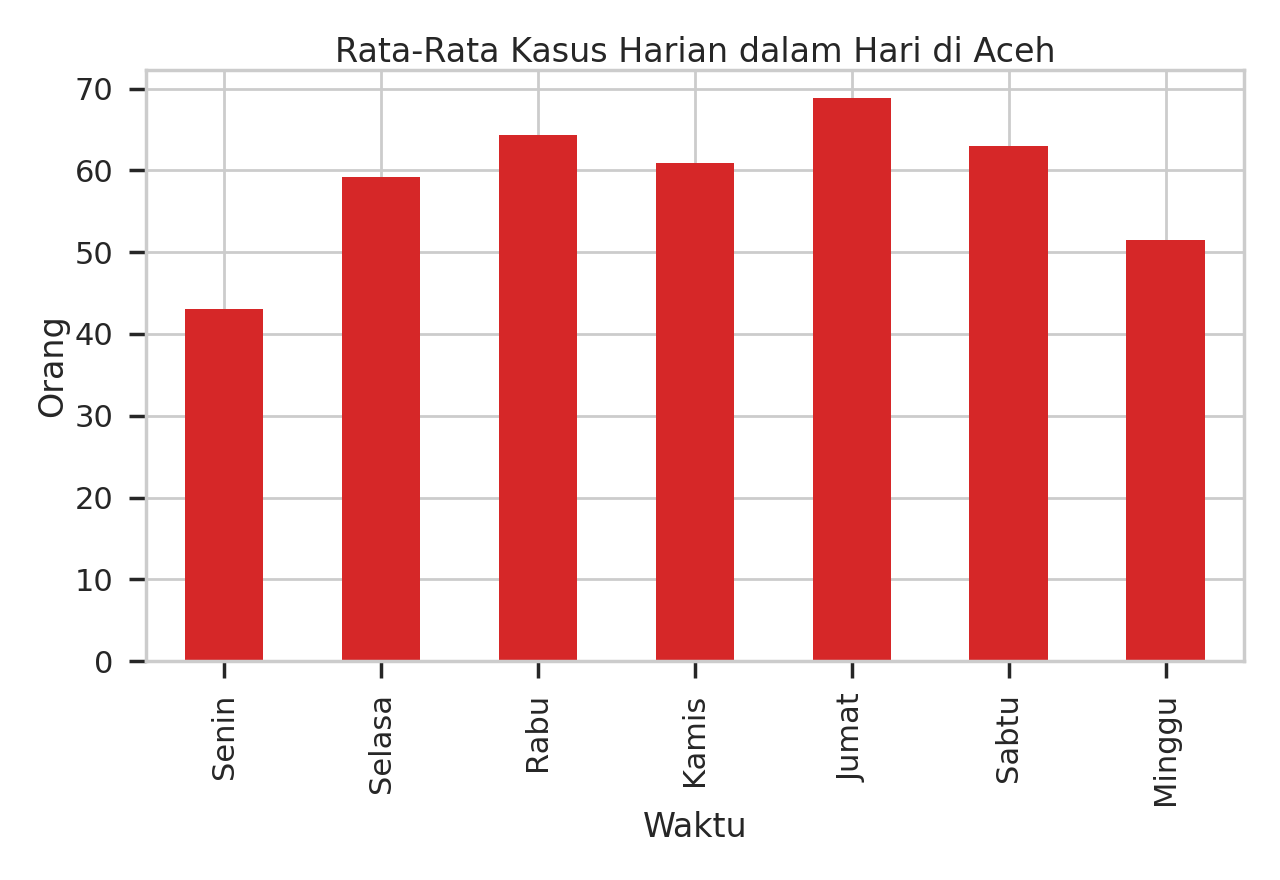 Rata-Rata Kasus Harian dalam Hari di Aceh
70
60
50
40
30
20
10
0
Orang
Senin
Selasa
Rabu
Kamis
Jumat
Sabtu
Minggu
Waktu